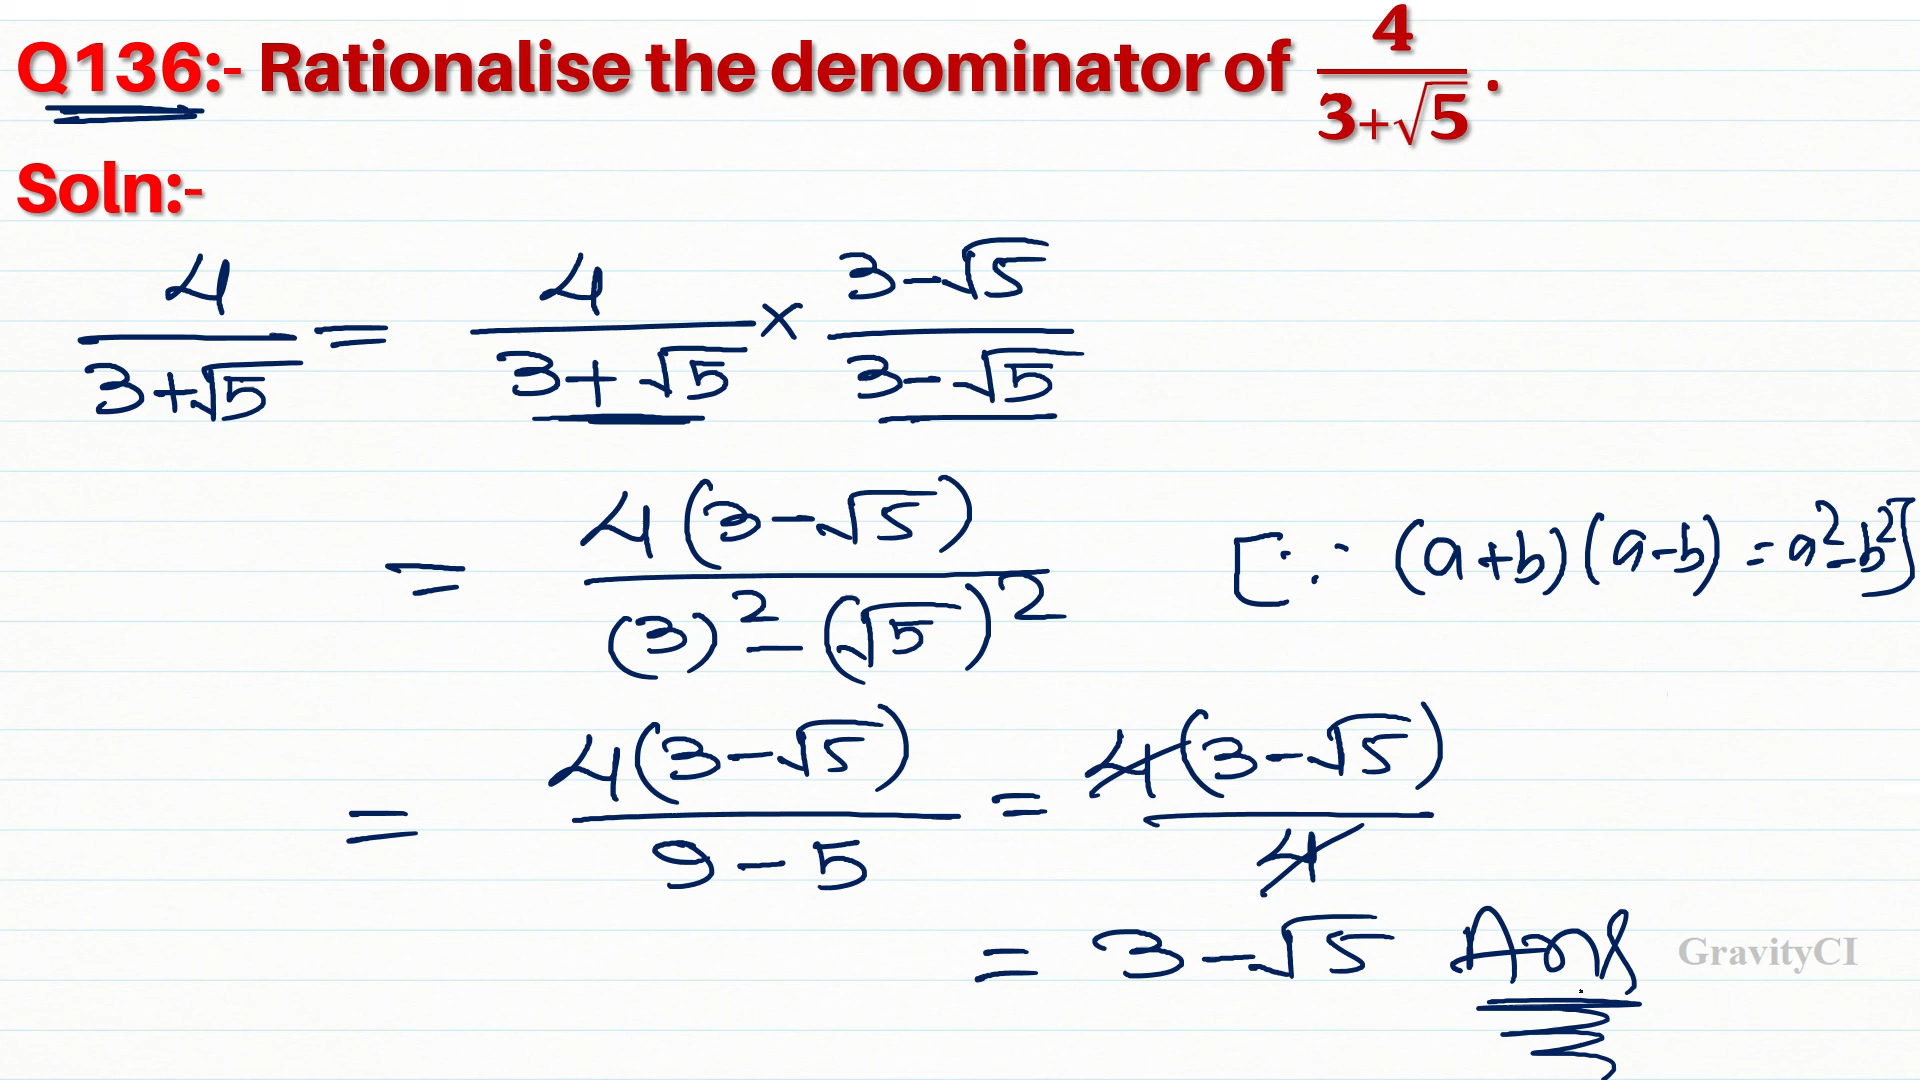 Q136:- Rationalise the denominator of 4/(3+√5) .
Soln:-
4/(3+√5) = 4/(3+√5) × (3-√5)/(3-√5)
= 4(3-√5)/((3)²-(√5)²) [∵ (a+b)(a-b) = a²-b²]
= 4(3-√5)/(9-5) = 4(3-√5)/4
= 3-√5 Ans
GravityCI